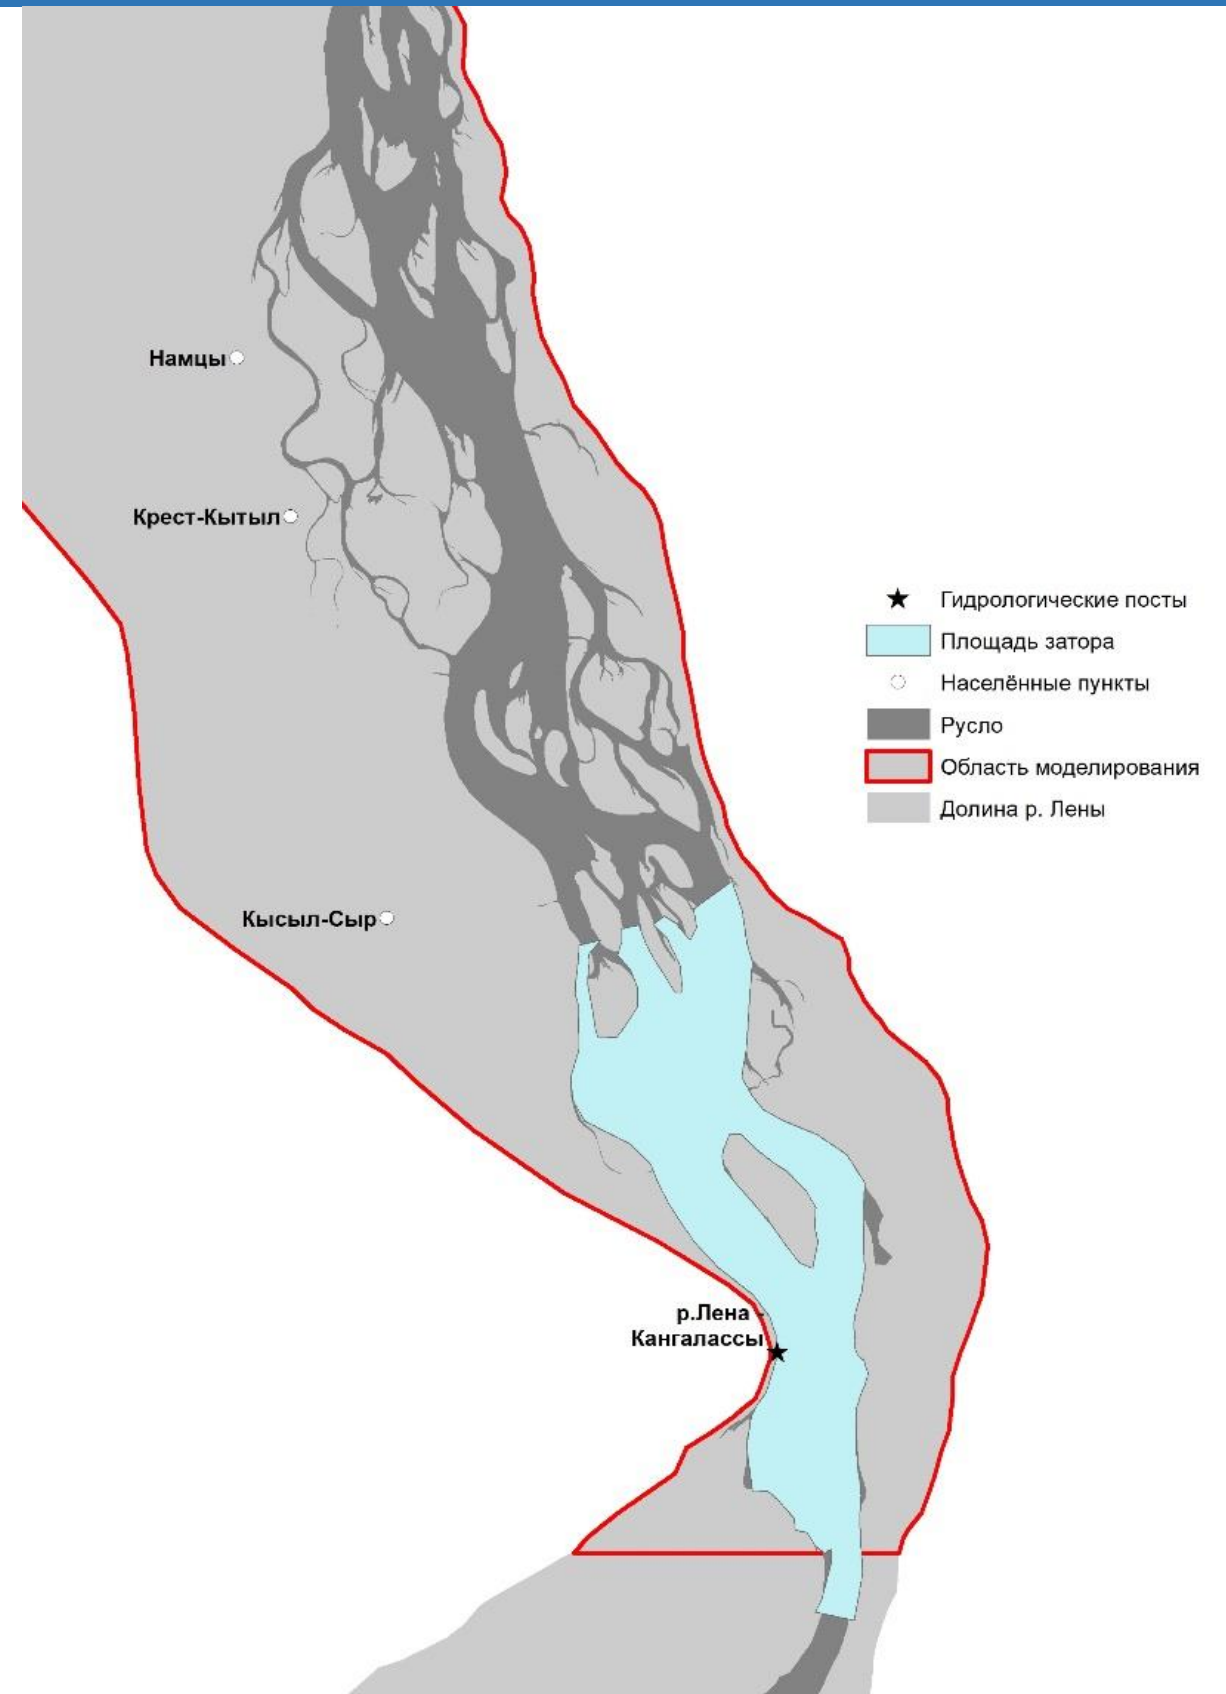 Намцы
Крест-Кытыл
Гидрологические посты
Площадь затора
Населённые пункты
Русло
Область моделирования
Долина р. Лены
Кысыл-Сыр
р.Лена -
Кангалассы